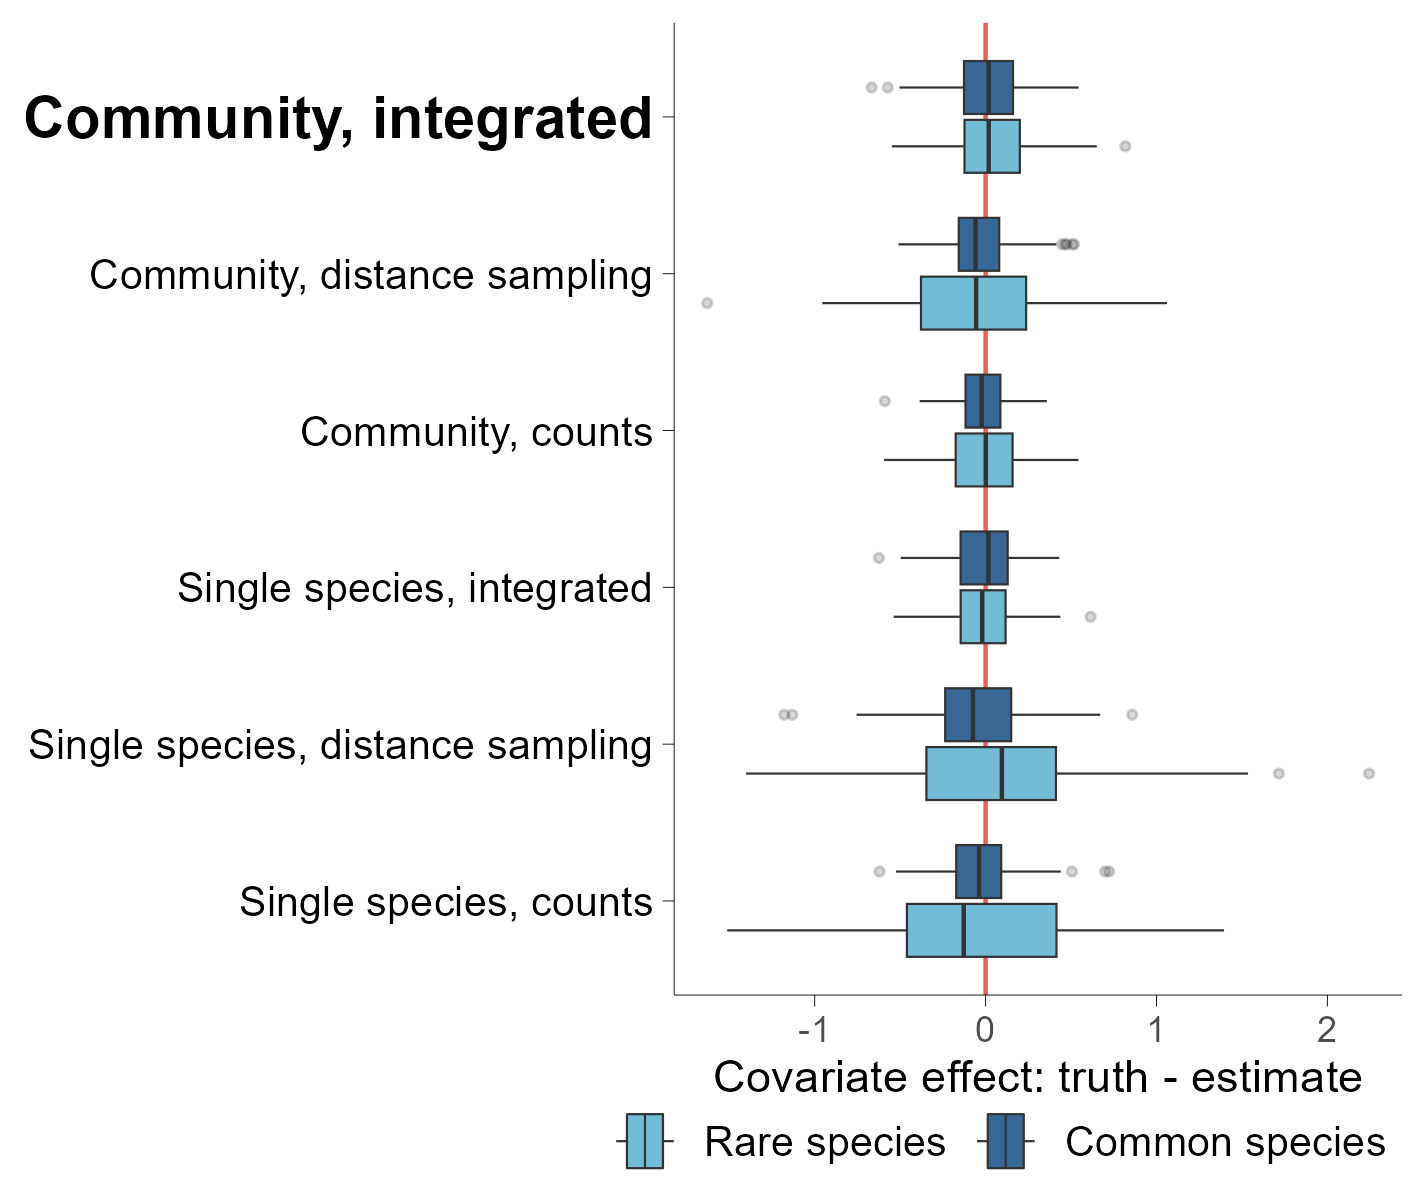 Community, integrated
Community, distance sampling
Community, counts
Single species, integrated
Single species, distance sampling
Single species, counts
-1 0 1 2
Covariate effect: truth - estimate
Rare species Common species